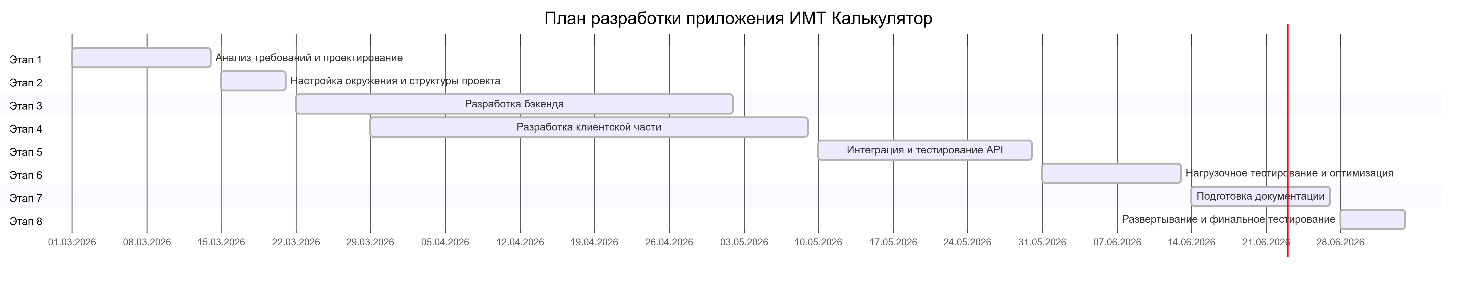 План разработки приложения ИМТ Калькулятор
Этап 1
Анализ требований и проектирование
Этап 2
Настройка окружения и структуры проекта
Этап 3
Разработка бэкенда
Этап 4
Разработка клиентской части
Этап 5
Интеграция и тестирование API
Этап 6
Нагрузочное тестирование и оптимизация
Этап 7
Подготовка документации
Этап 8
Развертывание и финальное тестирование
01.03.2026 08.03.2026 15.03.2026 22.03.2026 29.03.2026 05.04.2026 12.04.2026 19.04.2026 26.04.2026 03.05.2026 10.05.2026 17.05.2026 24.05.2026 31.05.2026 07.06.2026 14.06.2026 21.06.2026 28.06.2026